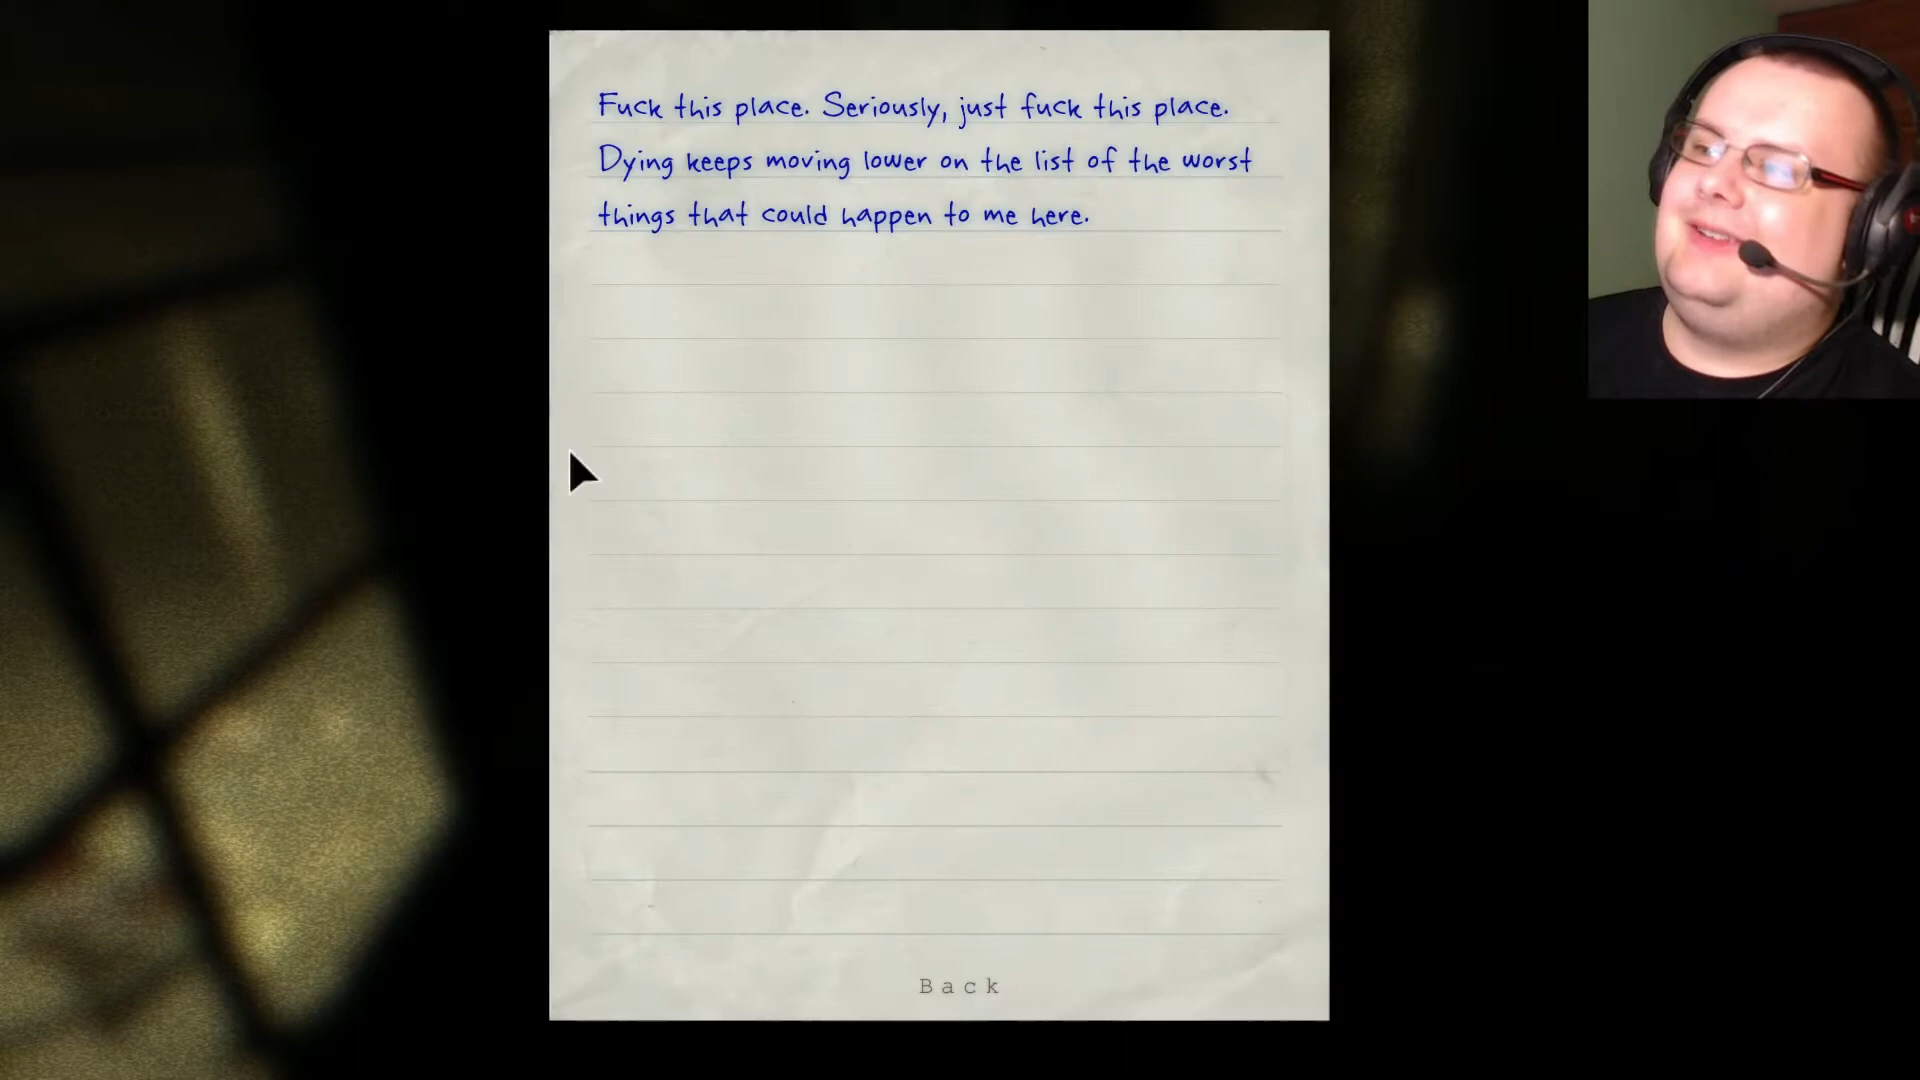 Fuck this place. Seriously, just fuck this place.
Dying keeps moving lower on the list of the worst
things that could happen to me here.
Back